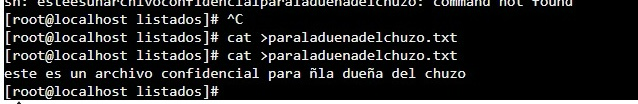 sh: esteesunarchivoconfidencialparaladuenadelchuzo: command not found
[root@localhost listados]# ^C
[root@localhost listados]# cat >paraladuenadelchuzo.txt
[root@localhost listados]# cat >paraladuenadelchuzo.txt
este es un archivo confidencial para ñla dueña del chuzo
[root@localhost listados]#